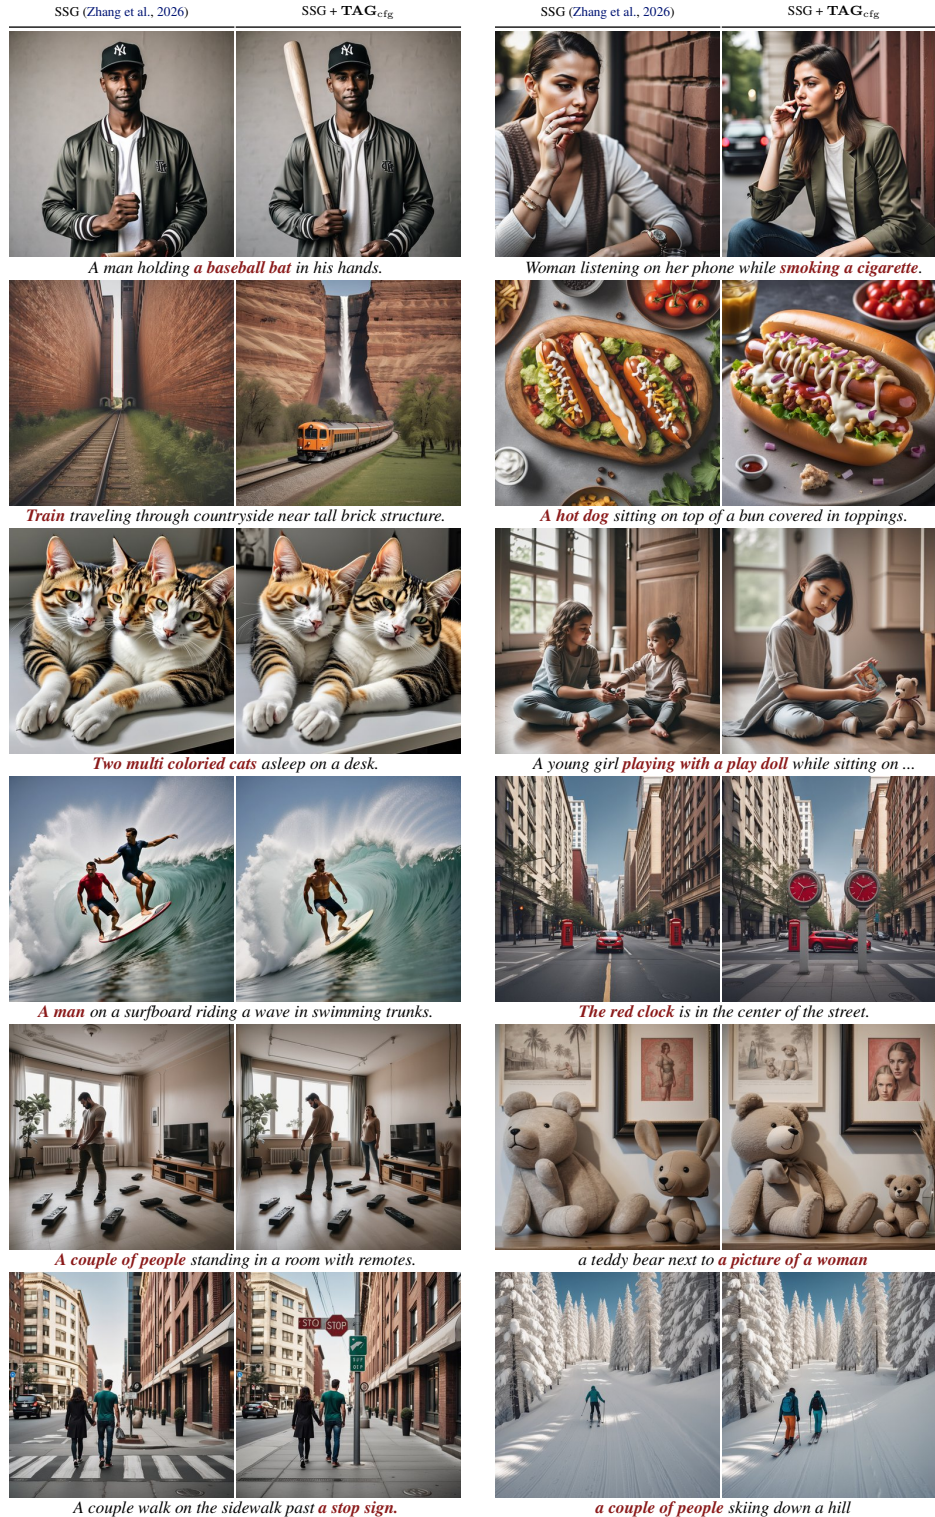 SSG (Zhang et al., 2026)
SSG + TAGcfg
SSG (Zhang et al., 2026)
SSG + TAGcfg
NY
NY
A man holding a baseball bat in his hands.
Woman listening on her phone while smoking a cigarette.
Train traveling through countryside near tall brick structure.
A hot dog sitting on top of a bun covered in toppings.
Two multi coloried cats asleep on a desk.
A young girl playing with a play doll while sitting on ...
A man on a surfboard riding a wave in swimming trunks.
The red clock is in the center of the street.
A couple of people standing in a room with remotes.
a teddy bear next to a picture of a woman
STO STOP
A couple walk on the sidewalk past a stop sign.
a couple of people skiing down a hill